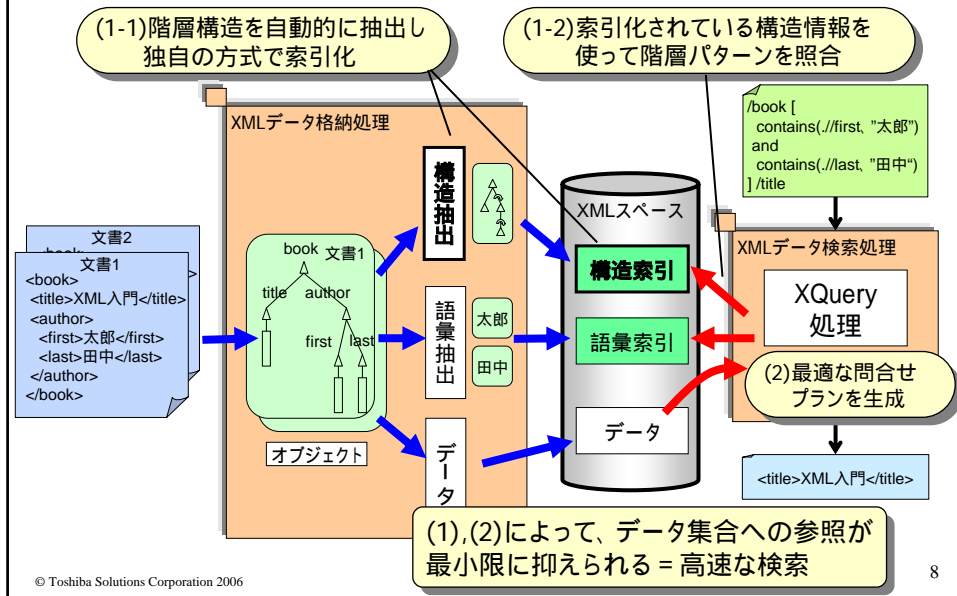 (1-1)階層構造を自動的に抽出し
独自の方式で索引化
(1-2)索引化されている構造情報を
使って階層パターンを照合
XMLデータ格納処理
/book [
contains(.//first、”太郎”)
and
contains(.//last、”田中“)
] /title
構造抽出
XMLスペース
文書2
文書1
<book>
<title>XML入門</title>
<author>
<first>太郎</first>
<last>田中</last>
</author>
</book>
book 文書1
title author
first last
オブジェクト
語彙抽出
太郎
田中
データ
構造索引
語彙索引
データ
XMLデータ検索処理
XQuery
処理
(2)最適な問合せ
プランを生成
<title>XML入門</title>
(1),(2)によって、データ集合への参照が
最小限に抑えられる = 高速な検索
© Toshiba Solutions Corporation 2006
8